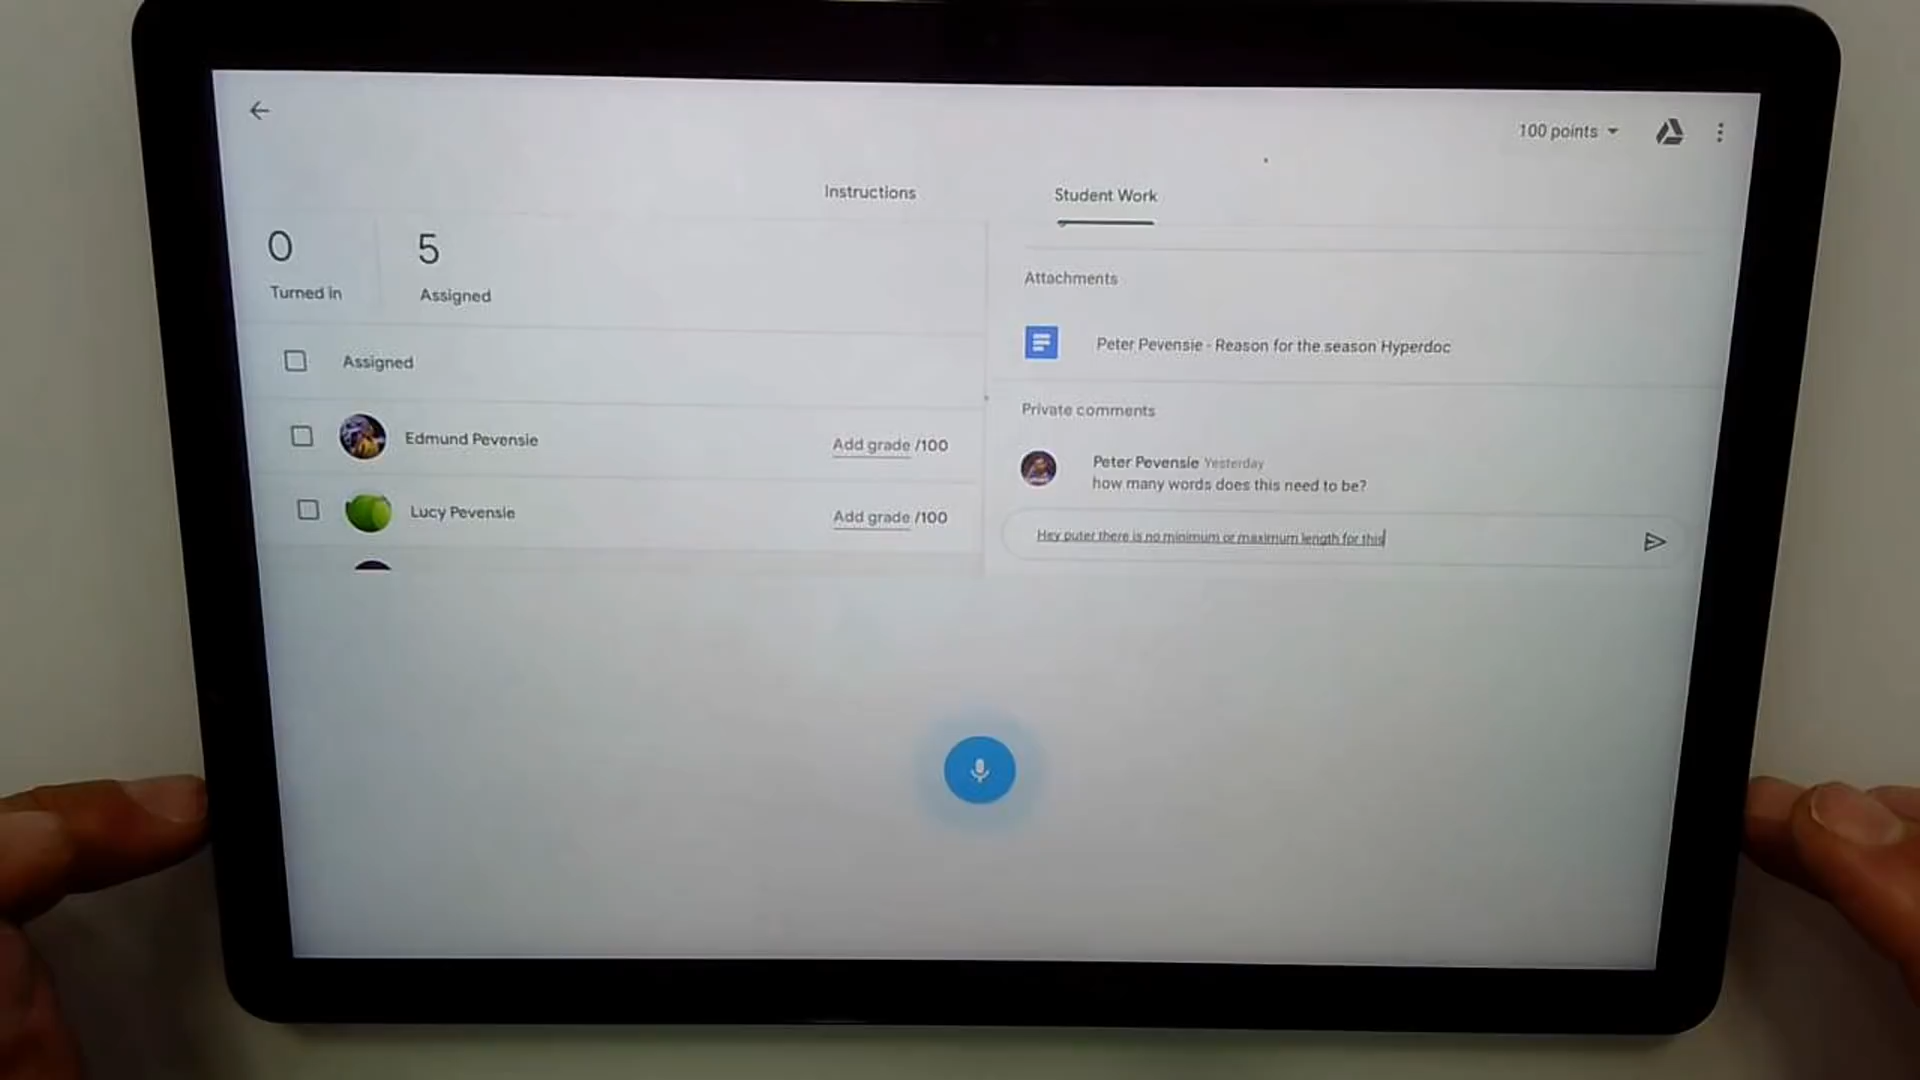 100 points
Instructions
Student Work
0
Turned in
5
Assigned
Assigned
Edmund Pevensie
Add grade /100
Lucy Pevensie
Add grade /100
Attachments
Peter Pevensie - Reason for the season Hyperdoc
Private comments
Peter Pevensie Yesterday
how many words does this need to be?
Hey puter there is no minimum or maximum length for this